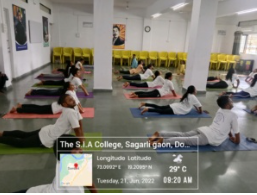 The S.I.A College, Sagarli gaon, Do...
Longitude Latitude
Tuesday, 21, Jun, 2022
29°C
09:20 AM